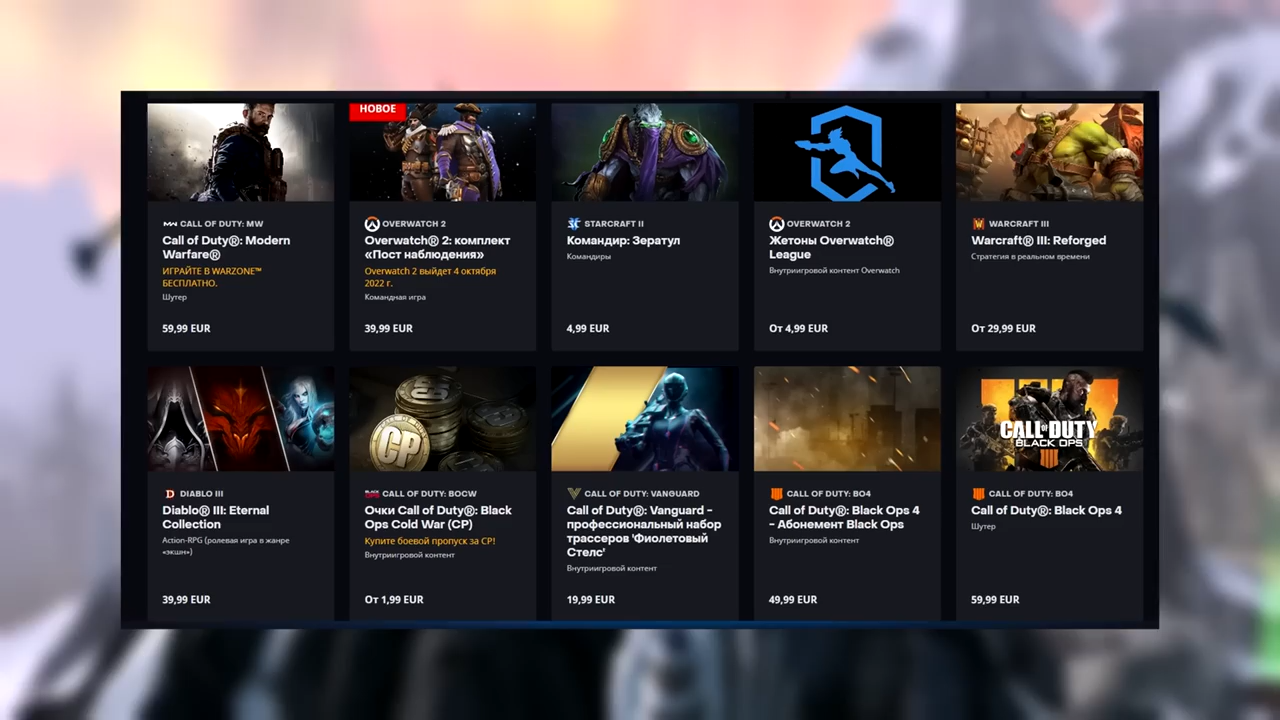 CALL OF DUTY: MW
Call of Duty®: Modern
Warfare®
ИГРАЙТЕ В WARZONE™
БЕСПЛАТНО.
Шутер
59,99 EUR
НОВОЕ
OVERWATCH 2
Overwatch® 2: комплект
«Пост наблюдения»
Overwatch 2 выйдет 4 октября
2022 г.
Командная игра
39,99 EUR
STARCRAFT II
Командир: Зератул
Командиры
4,99 EUR
OVERWATCH 2
Жетоны Overwatch®
League
Внутриигровой контент Overwatch
От 4,99 EUR
WARCRAFT III
Warcraft® III: Reforged
Стратегия в реальном времени
От 29,99 EUR
DIABLO III
Diablo® III: Eternal
Collection
Action-RPG (ролевая игра в жанре
«экшн»)
39,99 EUR
CP
CALL OF DUTY: BOCW
Очки Call of Duty®: Black
Ops Cold War (CP)
Купите боевой пропуск за CP!
Внутриигровой контент
От 1,99 EUR
CALL OF DUTY: VANGUARD
Call of Duty®: Vanguard -
профессиональный набор
трассеров 'Фиолетовый
Стелс'
Внутриигровой контент
19,99 EUR
CALL OF DUTY: BO4
Call of Duty®: Black Ops 4
- Абонемент Black Ops
Внутриигровой контент
49,99 EUR
CALL OF DUTY
BLACK OPS
CALL OF DUTY: BO4
Call of Duty®: Black Ops 4
Шутер
59,99 EUR